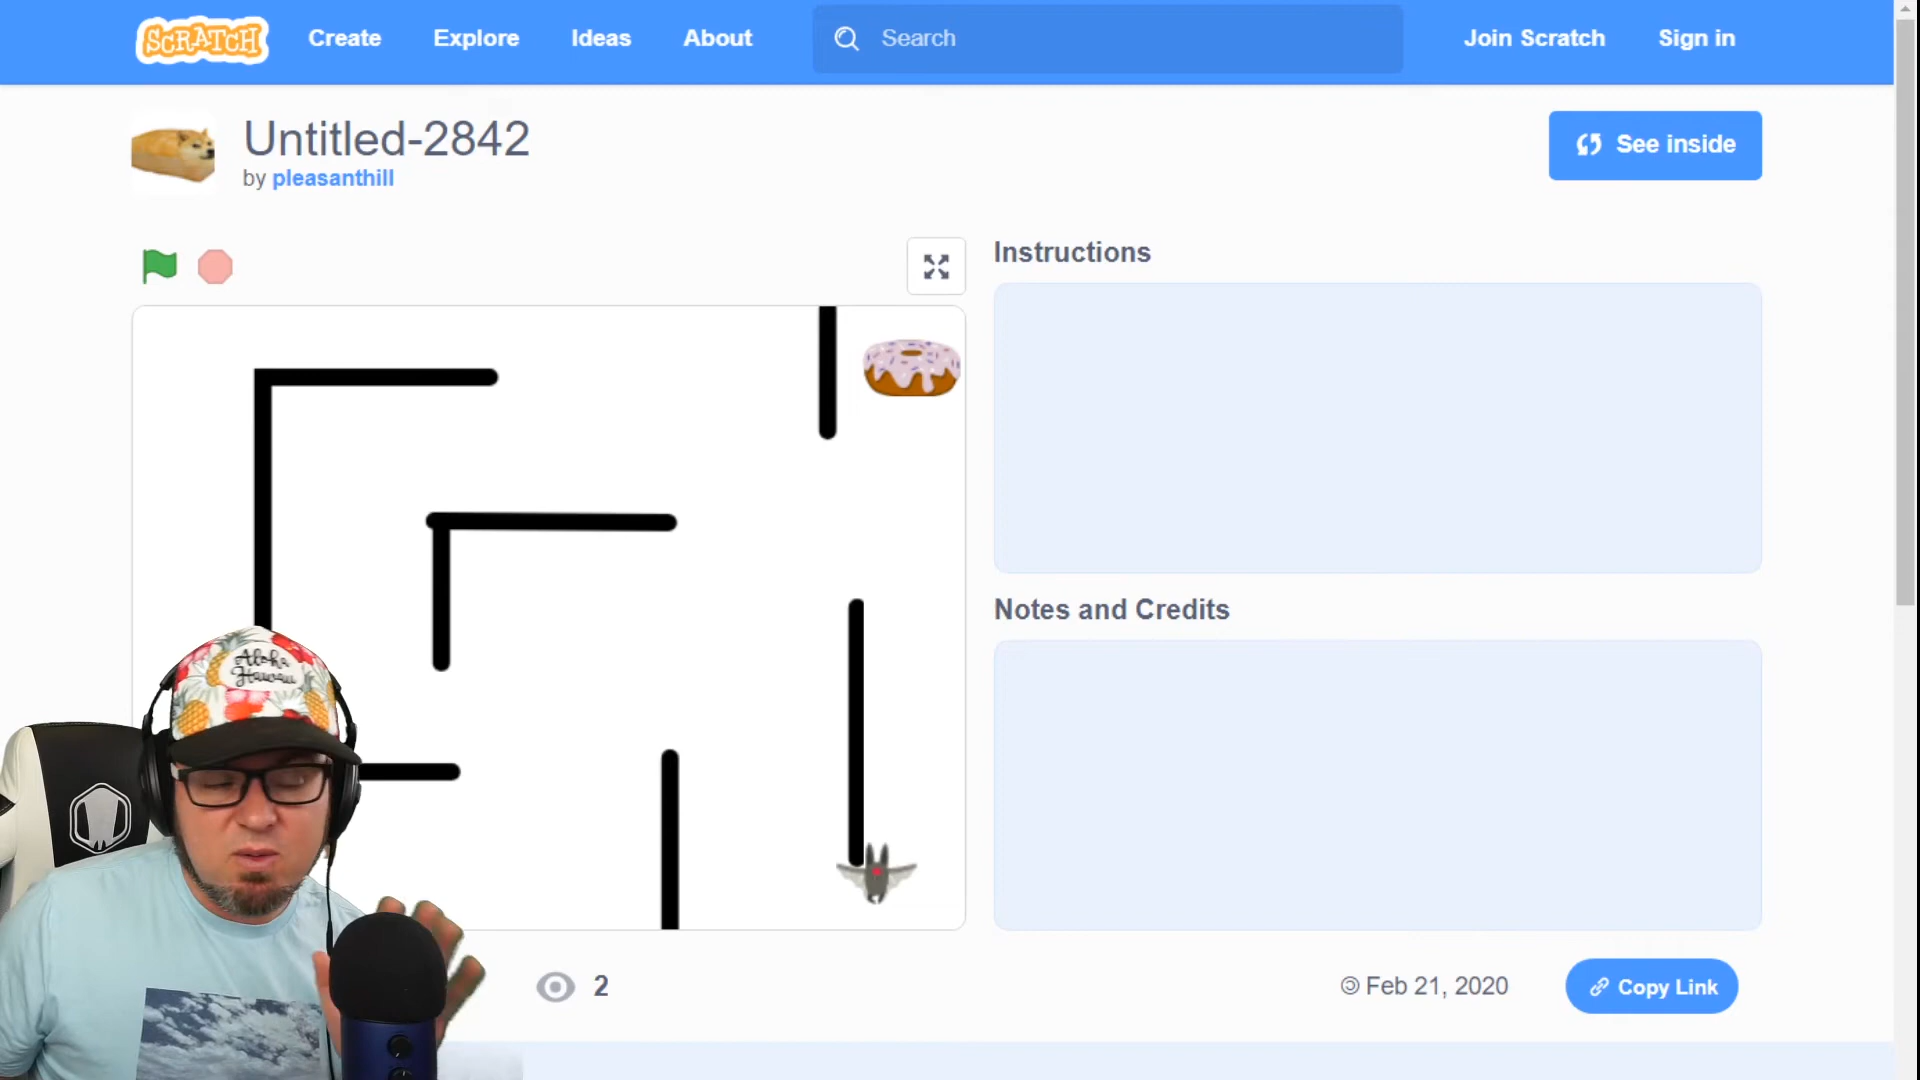 SCRATCH Create Explore Ideas About Search Join Scratch Sign in
Untitled-2842
by pleasanthill
See inside
Instructions
Notes and Credits
Aloha
Hawaii
2
Feb 21, 2020
Copy Link